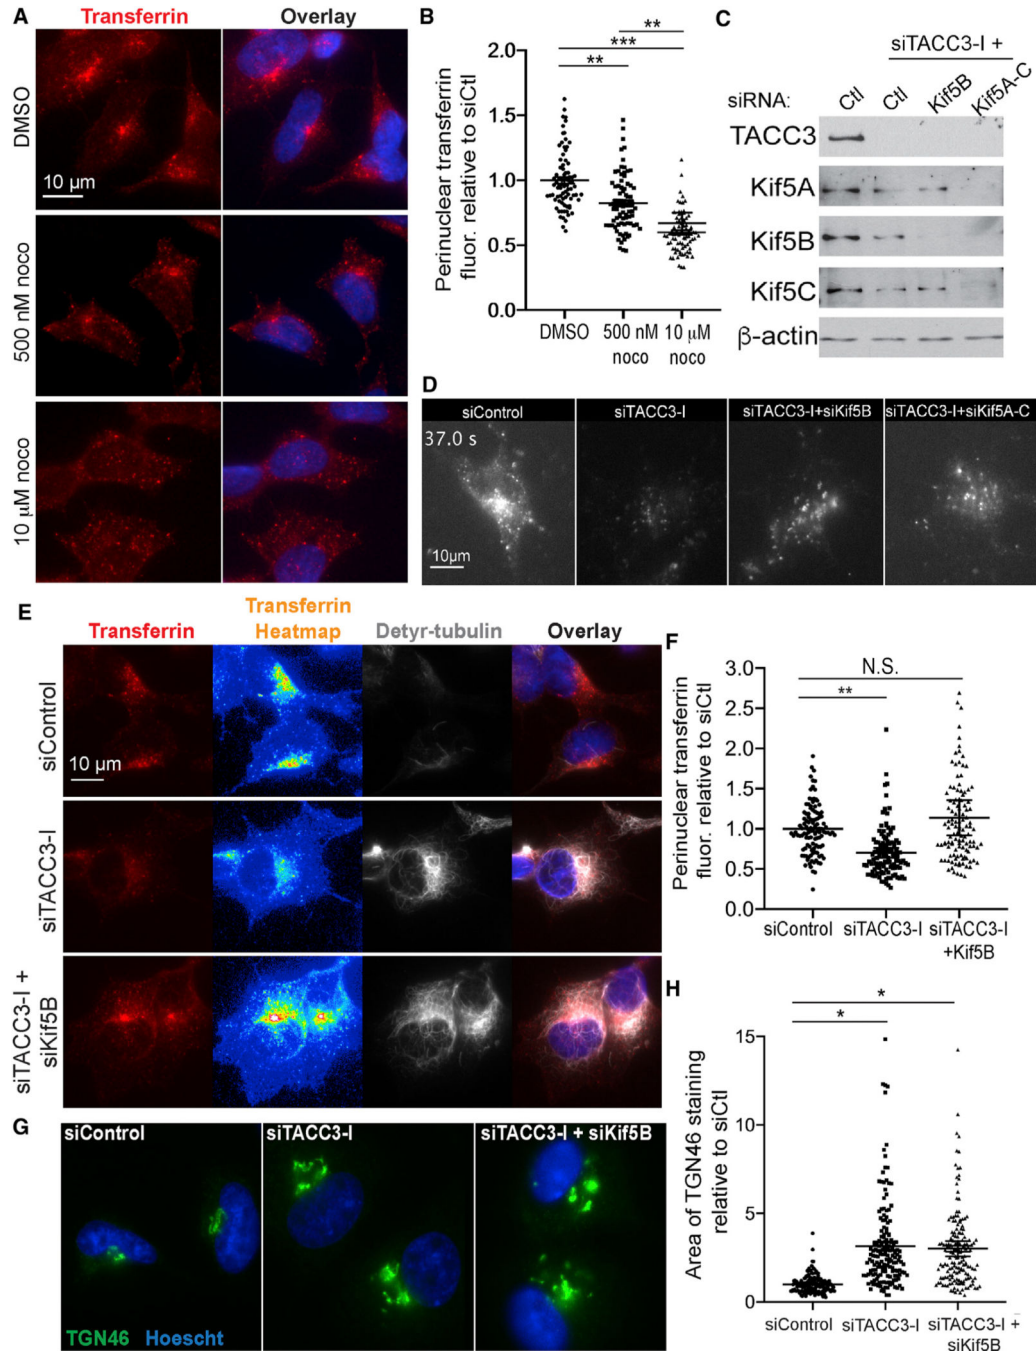 A
Transferrin
Overlay
DMSO
10 µm
500 nM noco
10 µM noco
B
Perinuclear transferrin
fluor. relative to siCtl
**
***
**
2.0
1.5
1.0
0.5
0.0
DMSO
500 nM
noco
10 µM
noco
C
siTACC3-I +
siRNA:
Ctl
Ctl
Kif5B
Kif5A-C
TACC3
Kif5A
Kif5B
Kif5C
β-actin
D
siControl
siTACC3-I
siTACC3-I+siKif5B
siTACC3-I+siKif5A-C
37.0 s
10µm
E
Transferrin
Transferrin
Heatmap
Detyr-tubulin
Overlay
siControl
10 µm
siTACC3-I
siTACC3-I +
siKif5B
F
Perinuclear transferrin
fluor. relative to siCtl
N.S.
**
3.0
2.5
2.0
1.5
1.0
0.5
0.0
siControl
siTACC3-I
siTACC3-I
+Kif5B
G
siControl
siTACC3-I
siTACC3-I + siKif5B
TGN46
Hoescht
H
Area of TGN46 staining
relative to siCtl
*
*
15
10
5
0
siControl
siTACC3-I
siTACC3-I +
siKif5B